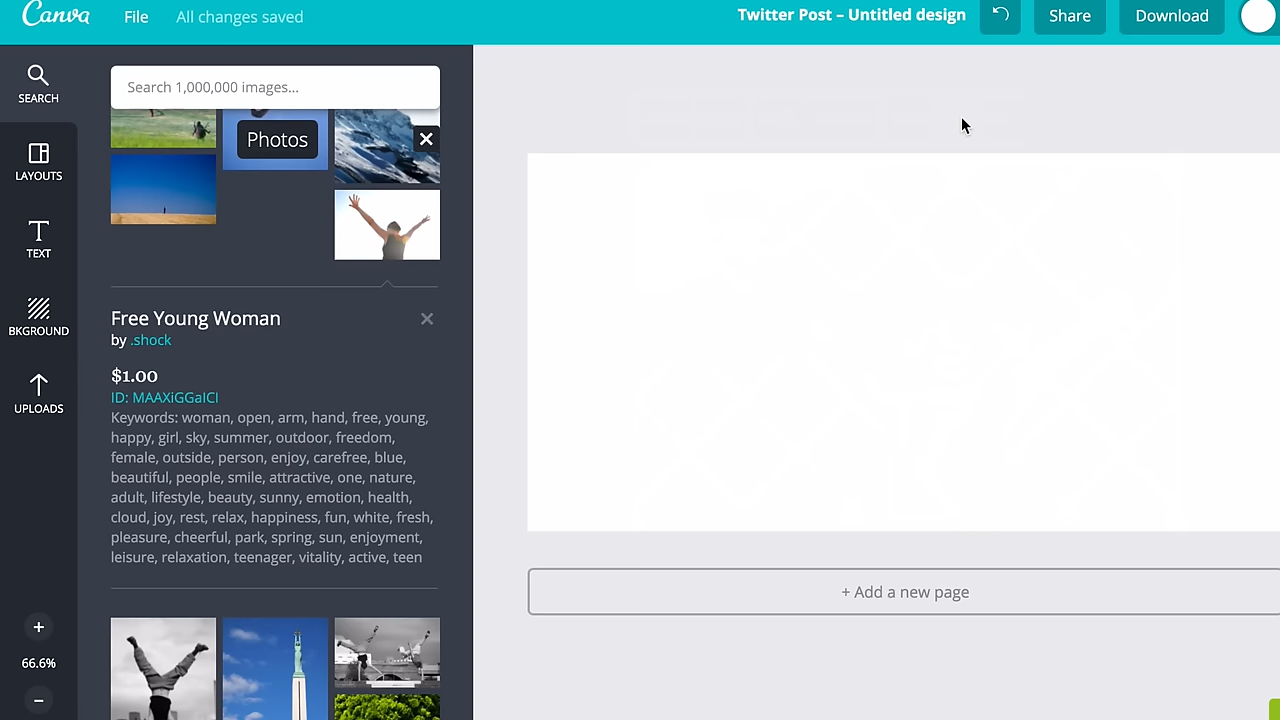 Canva
File
All changes saved
Twitter Post – Untitled design
Share
Download
SEARCH
LAYOUTS
TEXT
BKGROUND
UPLOADS
66.6%
Search 1,000,000 images...
Photos
Free Young Woman
by .shock
$1.00
ID: MAAXiGGaICI
Keywords: woman, open, arm, hand, free, young,
happy, girl, sky, summer, outdoor, freedom,
female, outside, person, enjoy, carefree, blue,
beautiful, people, smile, attractive, one, nature,
adult, lifestyle, beauty, sunny, emotion, health,
cloud, joy, rest, relax, happiness, fun, white, fresh,
pleasure, cheerful, park, spring, sun, enjoyment,
leisure, relaxation, teenager, vitality, active, teen
+ Add a new page